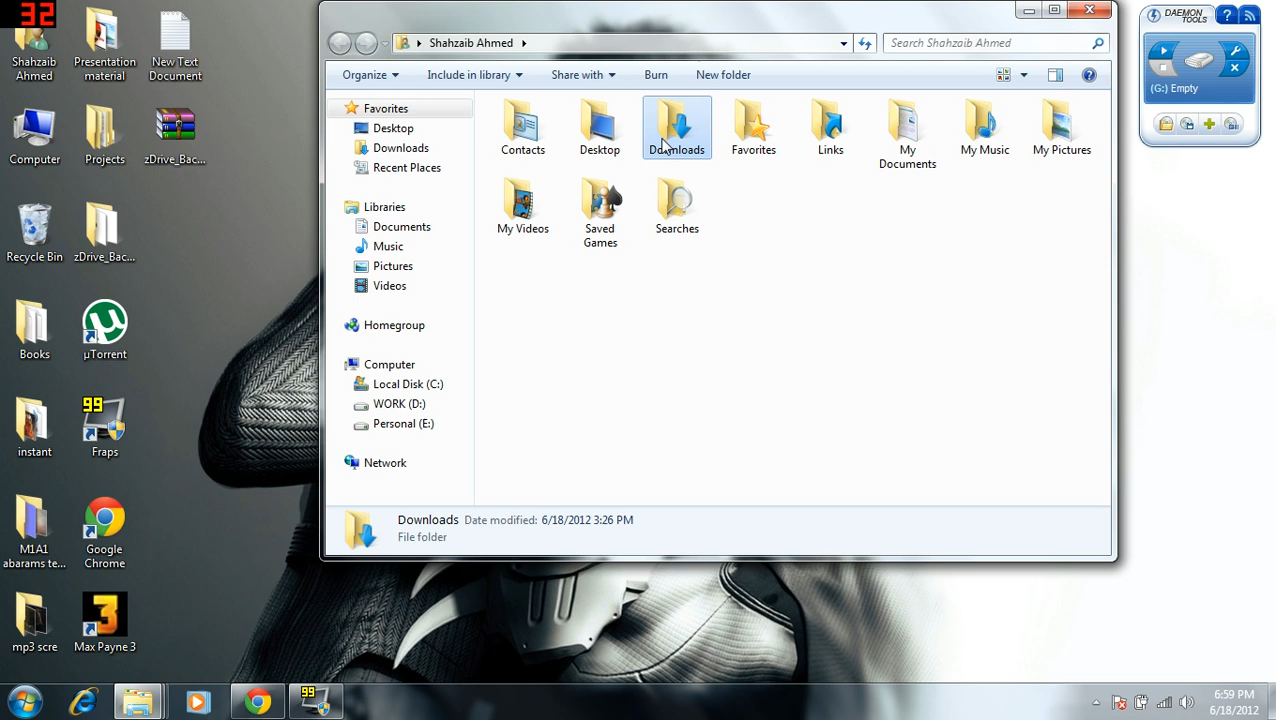 32
Shahzaib
Ahmed
Presentation
material
New Text
Document
Computer
Projects
zDrive_Bac...
Recycle Bin
zDrive_Bac...
Books
µTorrent
instant
99
Fraps
M1A1
abarams te...
Google
Chrome
mp3 scre
3
Max Payne 3
Shahzaib Ahmed
Search Shahzaib Ahmed
Organize
Include in library
Share with
Burn
New folder
Favorites
Desktop
Downloads
Recent Places
Libraries
Documents
Music
Pictures
Videos
Homegroup
Computer
Local Disk (C:)
WORK (D:)
Personal (E:)
Network
Contacts
Desktop
Downloads
Favorites
Links
My
Documents
My Music
My Pictures
My Videos
Saved
Games
Searches
Downloads Date modified: 6/18/2012 3:26 PM
File folder
DAEMON
TOOLS
(G:) Empty
99
6:59 PM
6/18/2012